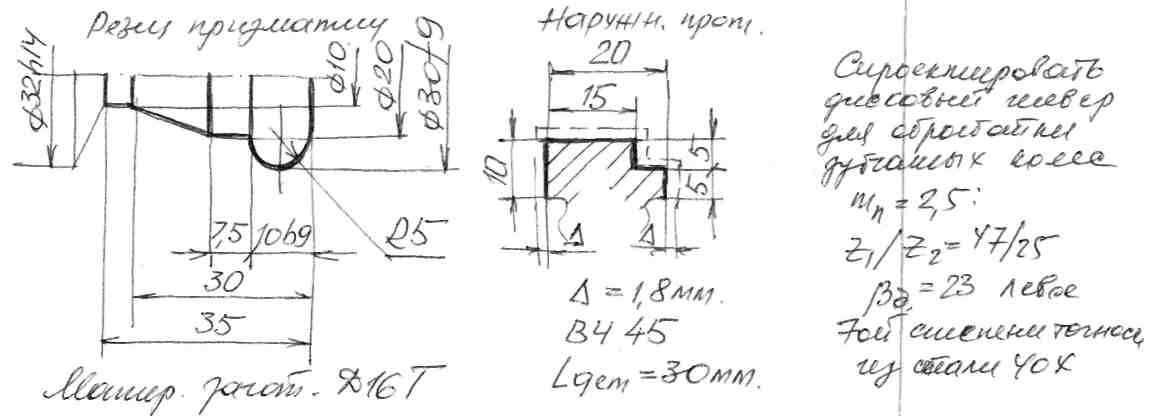 Резец призматич
Ф32h14
Ф10
Ф20
Ф30f9
7,5
10h9
R5
30
35
Матер. загот. Д16Т
Наружн. прот.
20
15
10
5
5
Δ
Δ
Δ = 1,8мм.
ВЧ 45
Lдет = 30мм.
Спроектировать
дисковый шевер
для обработки
зубчатых колес
mn = 2,5;
Z1/Z2 = 47/25
βд = 23 левое
7ой степени точнос
из стали 40Х